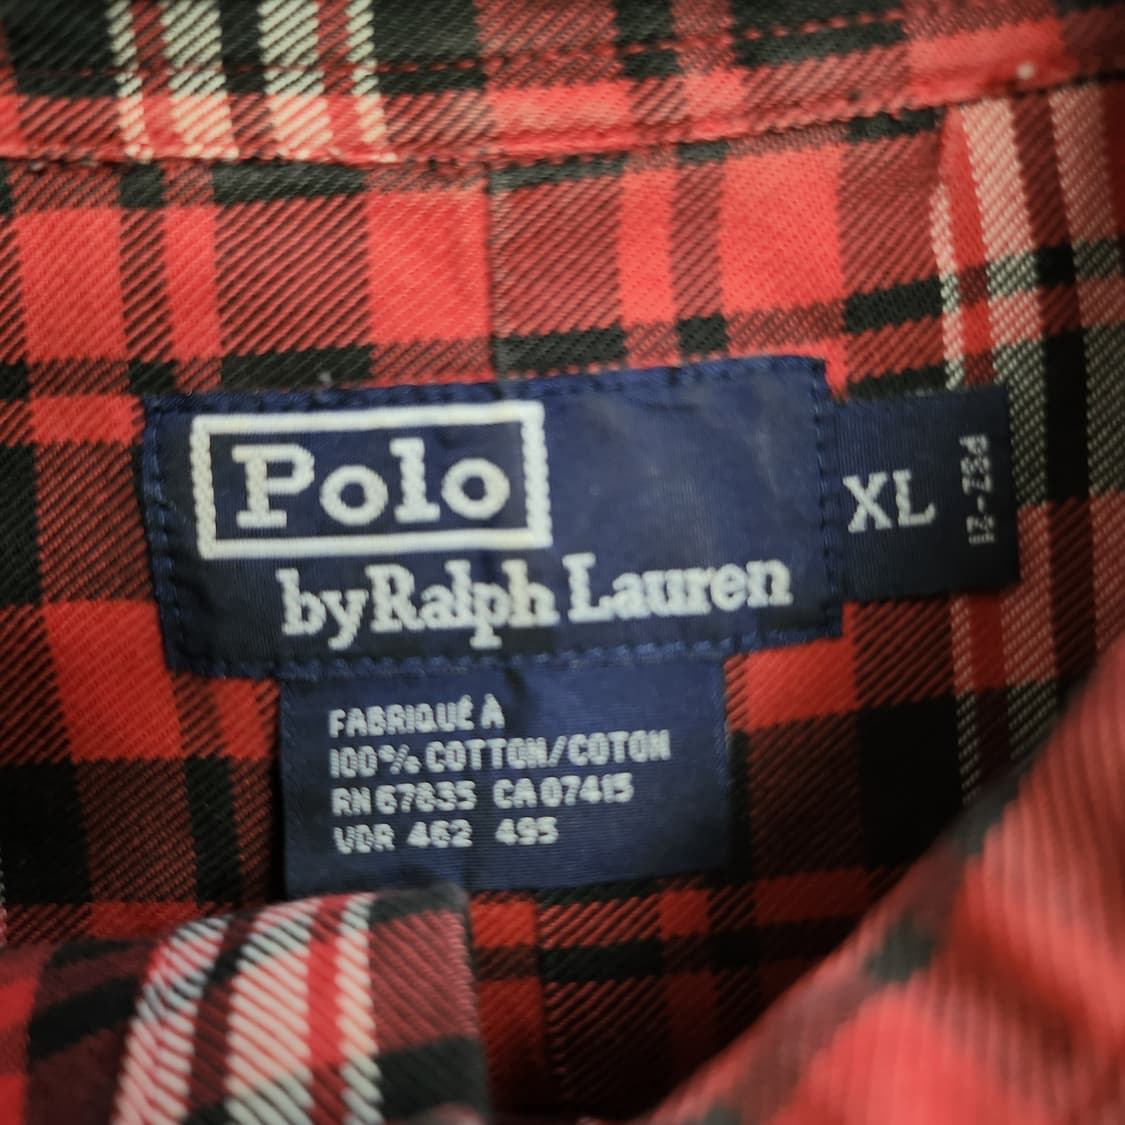 Polo
by Ralph Lauren
XL
FABRIQUÉ À
100% COTTON/COTON
RN 67835 CA 07415
VDR 462 495